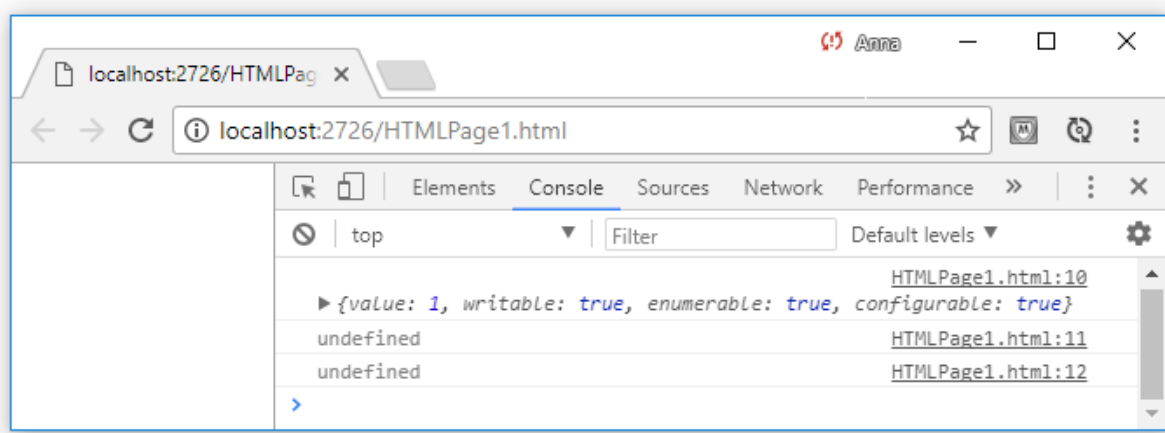 Anna
localhost:2726/HTMLPag
localhost:2726/HTMLPage1.html
Elements Console Sources Network Performance »
top Filter Default levels
HTMLPage1.html:10
{value: 1, writable: true, enumerable: true, configurable: true}
undefined HTMLPage1.html:11
undefined HTMLPage1.html:12
>